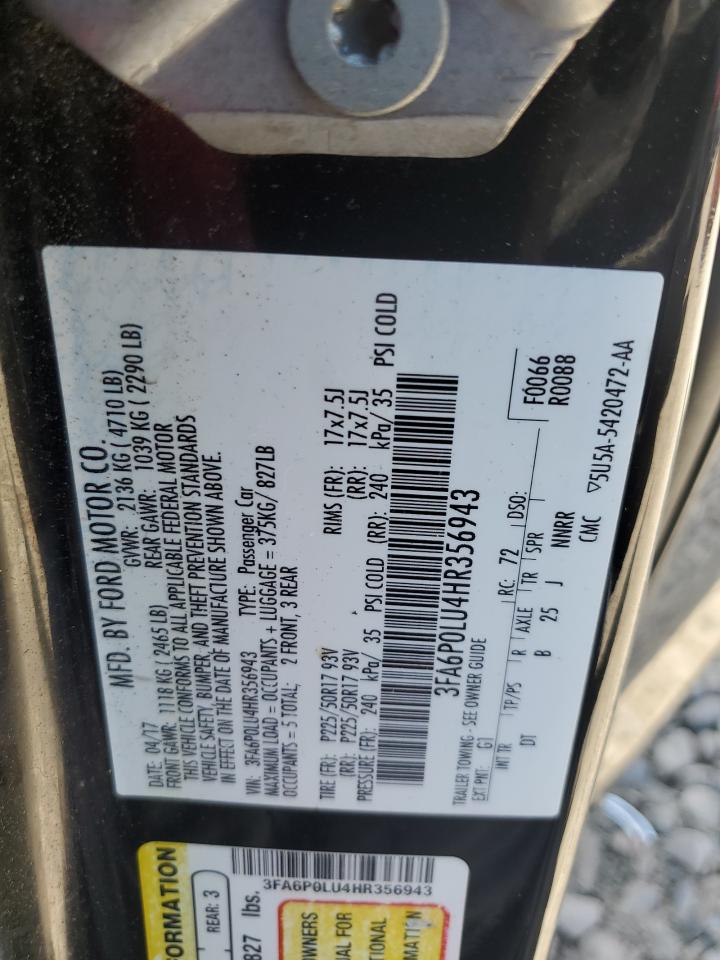 MFD. BY FORD MOTOR CO.
DATE: 04/17 GVWR: 2136 KG ( 4710 LB)
FRONT GAWR: 1118 KG ( 2465 LB) REAR GAWR: 1039 KG ( 2290 LB)
THIS VEHICLE CONFORMS TO ALL APPLICABLE FEDERAL MOTOR
VEHICLE SAFETY, BUMPER, AND THEFT PREVENTION STANDARDS
IN EFFECT ON THE DATE OF MANUFACTURE SHOWN ABOVE.
VIN: 3FA6P0LU4HR356943 TYPE: Passenger Car
MAXIMUM LOAD = OCCUPANTS + LUGGAGE = 375KG/ 827LB
OCCUPANTS = 5 TOTAL: 2 FRONT, 3 REAR
TIRE (FR): P225/50R17 93V RIMS (FR): 17x7.5J
(RR): P225/50R17 93V (RR): 17x7.5J
PRESSURE (FR): 240 kPa/ 35 PSI COLD (RR): 240 kPa/ 35 PSI COLD
3FA6P0LU4HR356943
TRAILER TOWING - SEE OWNER GUIDE
F0066
R0088
EXT PNT: G1 RC: 72 DSO:
INT TR TP/PS R AXLE TR SPR
DT B 25 J NNRR
CMC ▽5U5A-5420472-AA
FORMATION
REAR: 3
827 lbs.
3FA6P0LU4HR356943
OWNERS
UAL FOR
TIONAL
MATION